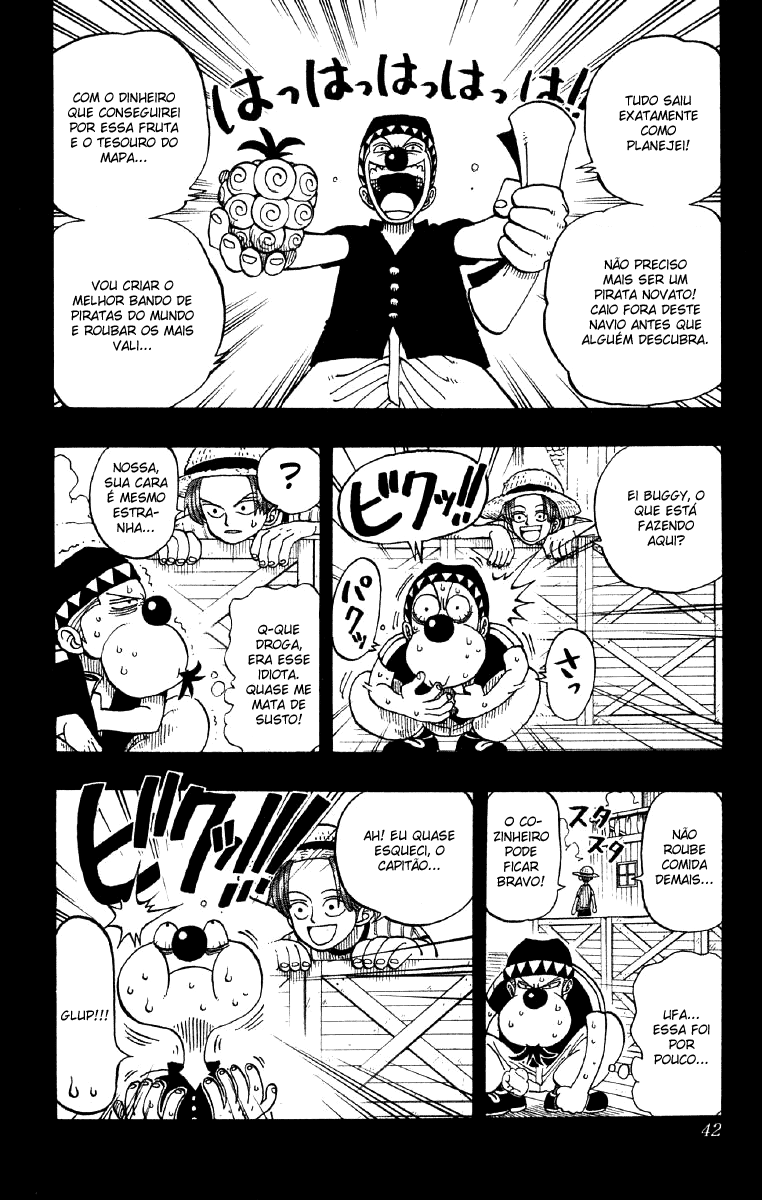 はっはっはっはっは!!
TUDO SAIU
EXATAMENTE
COMO
PLANEJEI!
NÃO PRECISO
MAIS SER UM
PIRATA NOVATO!
CAIO FORA DESTE
NAVIO ANTES QUE
ALGUÉM DESCUBRA.
COM O DINHEIRO
QUE CONSEGUIREI
POR ESSA FRUTA
E O TESOURO DO
MAPA...
VOU CRIAR O
MELHOR BANDO DE
PIRATAS DO MUNDO
E ROUBAR OS MAIS
VALI...
EI BUGGY, O
QUE ESTÁ
FAZENDO
AQUI?
ビクッ!!
パクッ
さっ
?
NOSSA,
SUA CARA
É MESMO
ESTRA-
NHA...
Q-QUE
DROGA,
ERA ESSE
IDIOTA.
QUASE ME
MATA DE
SUSTO!
NÃO
ROUBE
COMIDA
DEMAIS...
スタ
スタ
O CO-
ZINHEIRO
PODE
FICAR
BRAVO!
UFA...
ESSA FOI
POR
POUCO...
AH! EU QUASE
ESQUECI, O
CAPITÃO...
ビクッ!!!
GLUP!!!
42